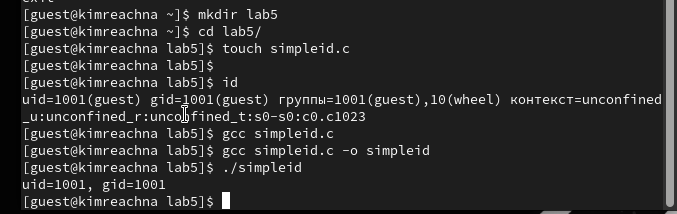 [guest@kimreachna ~]$ mkdir lab5
[guest@kimreachna ~]$ cd lab5/
[guest@kimreachna lab5]$ touch simpleid.c
[guest@kimreachna lab5]$
[guest@kimreachna lab5]$ id
uid=1001(guest) gid=1001(guest) группы=1001(guest),10(wheel) контекст=unconfined
_u:unconfined_r:unconfined_t:s0-s0:c0.c1023
[guest@kimreachna lab5]$ gcc simpleid.c
[guest@kimreachna lab5]$ gcc simpleid.c -o simpleid
[guest@kimreachna lab5]$ ./simpleid
uid=1001, gid=1001
[guest@kimreachna lab5]$